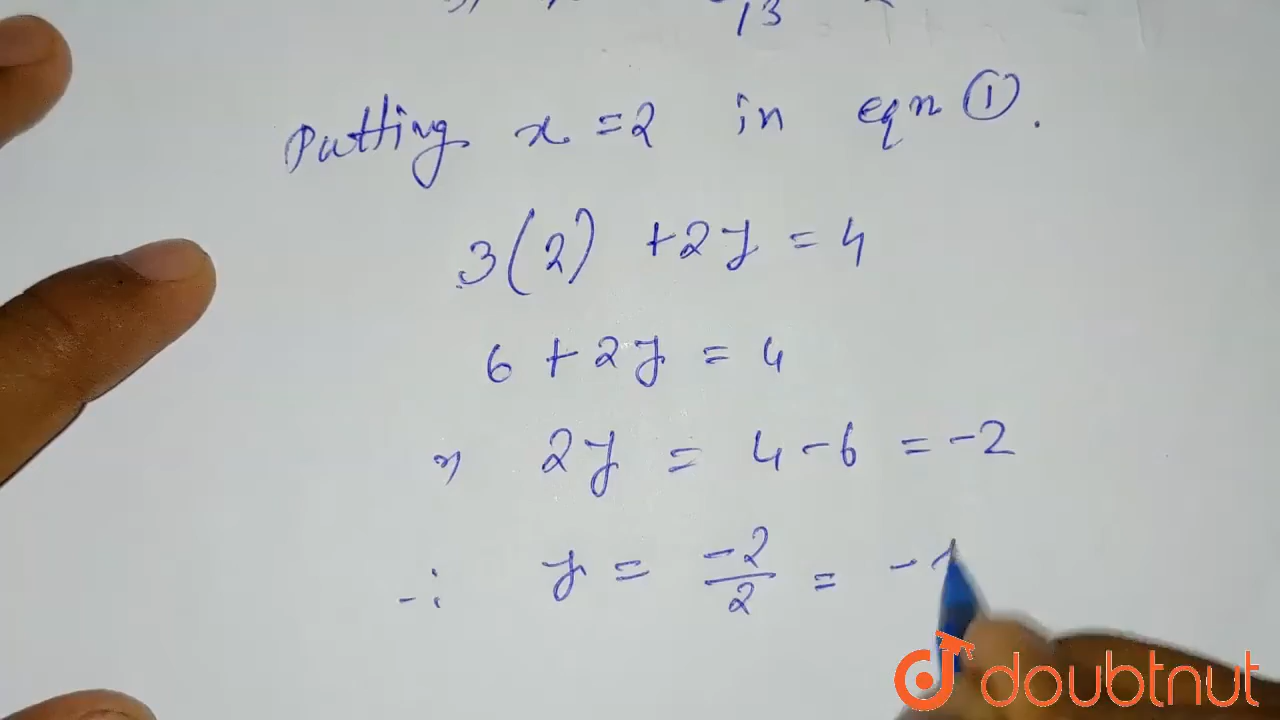 13
Putting x = 2 in eqn ①.
3(2) + 2y = 4
6 + 2y = 4
2y = 4 - 6 = -2
∴ y = -2/2 = -1
doubtnut